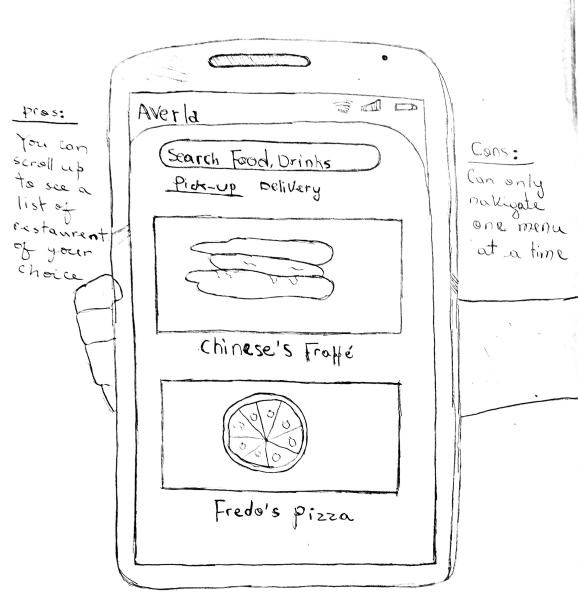 pros:
You can
scroll up
to see a
list of
restaurent
of your
choice
Averla
Search Food, Drinks
Pick-up Delivery
Chinese's Frappé
Fredo's pizza
Cons:
Can only
navigate
one menu
at a time